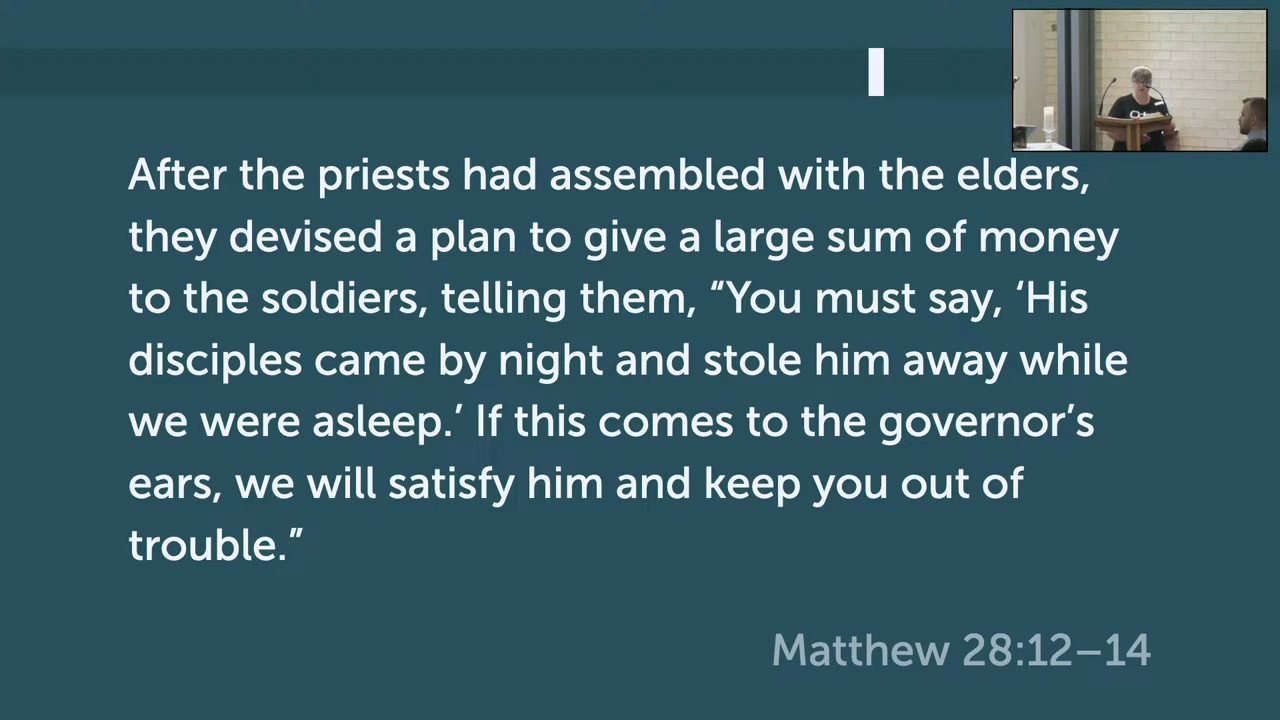 After the priests had assembled with the elders,
they devised a plan to give a large sum of money
to the soldiers, telling them, “You must say, ‘His
disciples came by night and stole him away while
we were asleep.’ If this comes to the governor’s
ears, we will satisfy him and keep you out of
trouble.”
Matthew 28:12–14